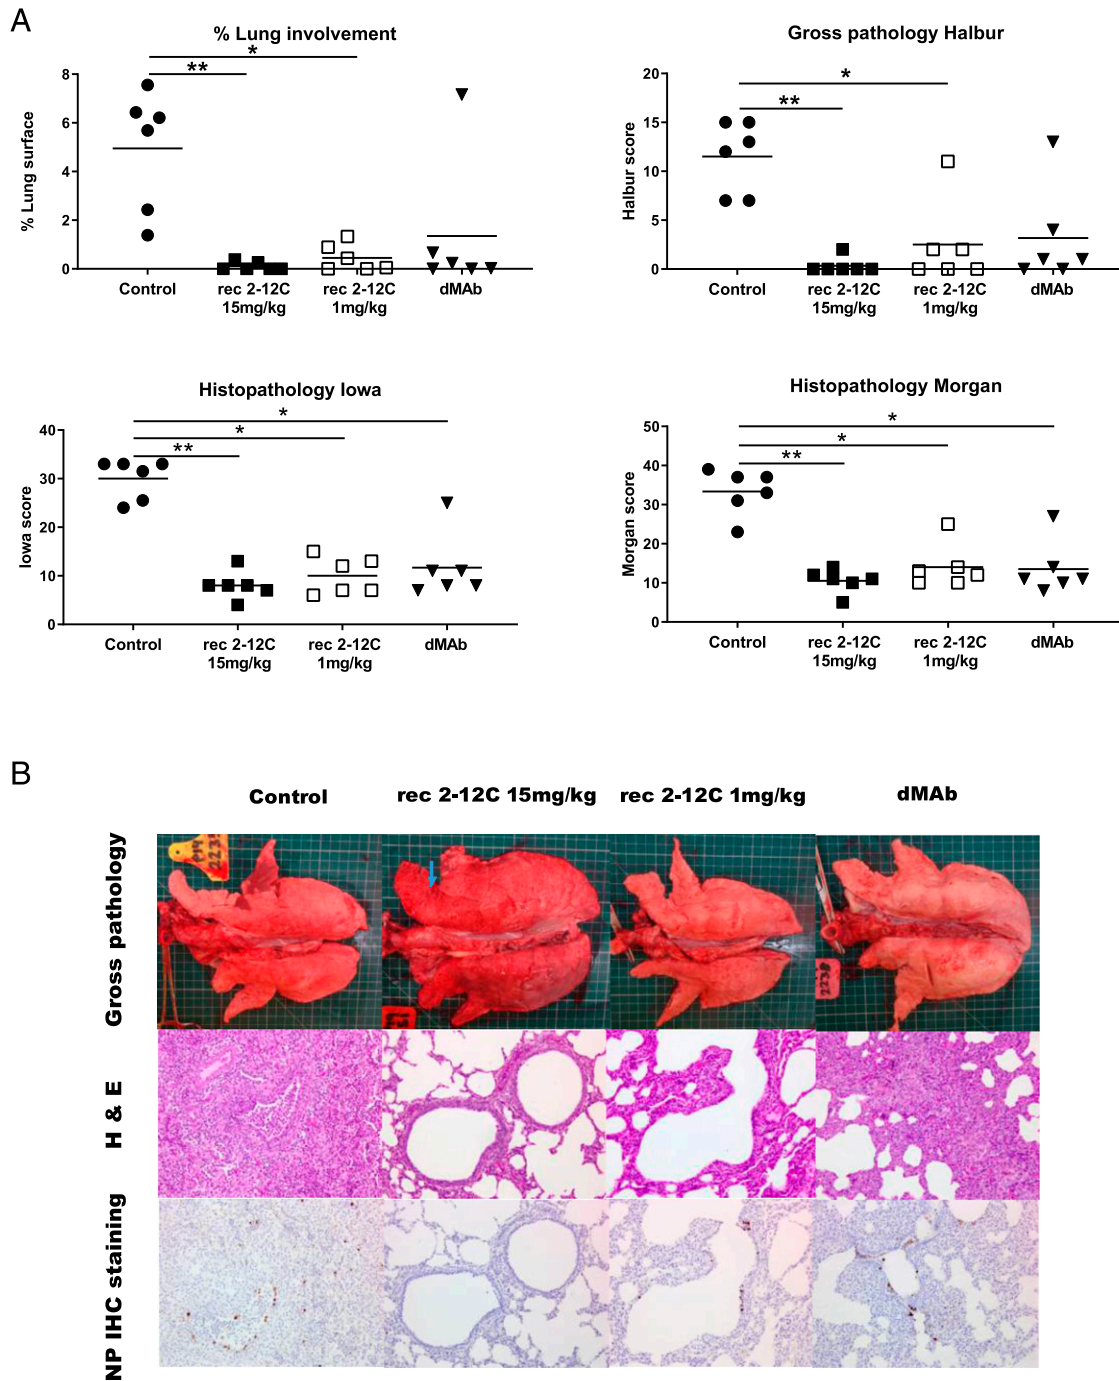 A
% Lung involvement
*
**
% Lung surface
8
6
4
2
0
Control
rec 2-12C
15mg/kg
rec 2-12C
1mg/kg
dMAb
Gross pathology Halbur
*
**
Halbur score
20
15
10
5
0
Control
rec 2-12C
15mg/kg
rec 2-12C
1mg/kg
dMAb
Histopathology Iowa
*
*
**
Iowa score
40
30
20
10
0
Control
rec 2-12C
15mg/kg
rec 2-12C
1mg/kg
dMAb
Histopathology Morgan
*
*
**
Morgan score
50
40
30
20
10
0
Control
rec 2-12C
15mg/kg
rec 2-12C
1mg/kg
dMAb
B
Control
rec 2-12C 15mg/kg
rec 2-12C 1mg/kg
dMAb
Gross pathology
H & E
NP IHC staining